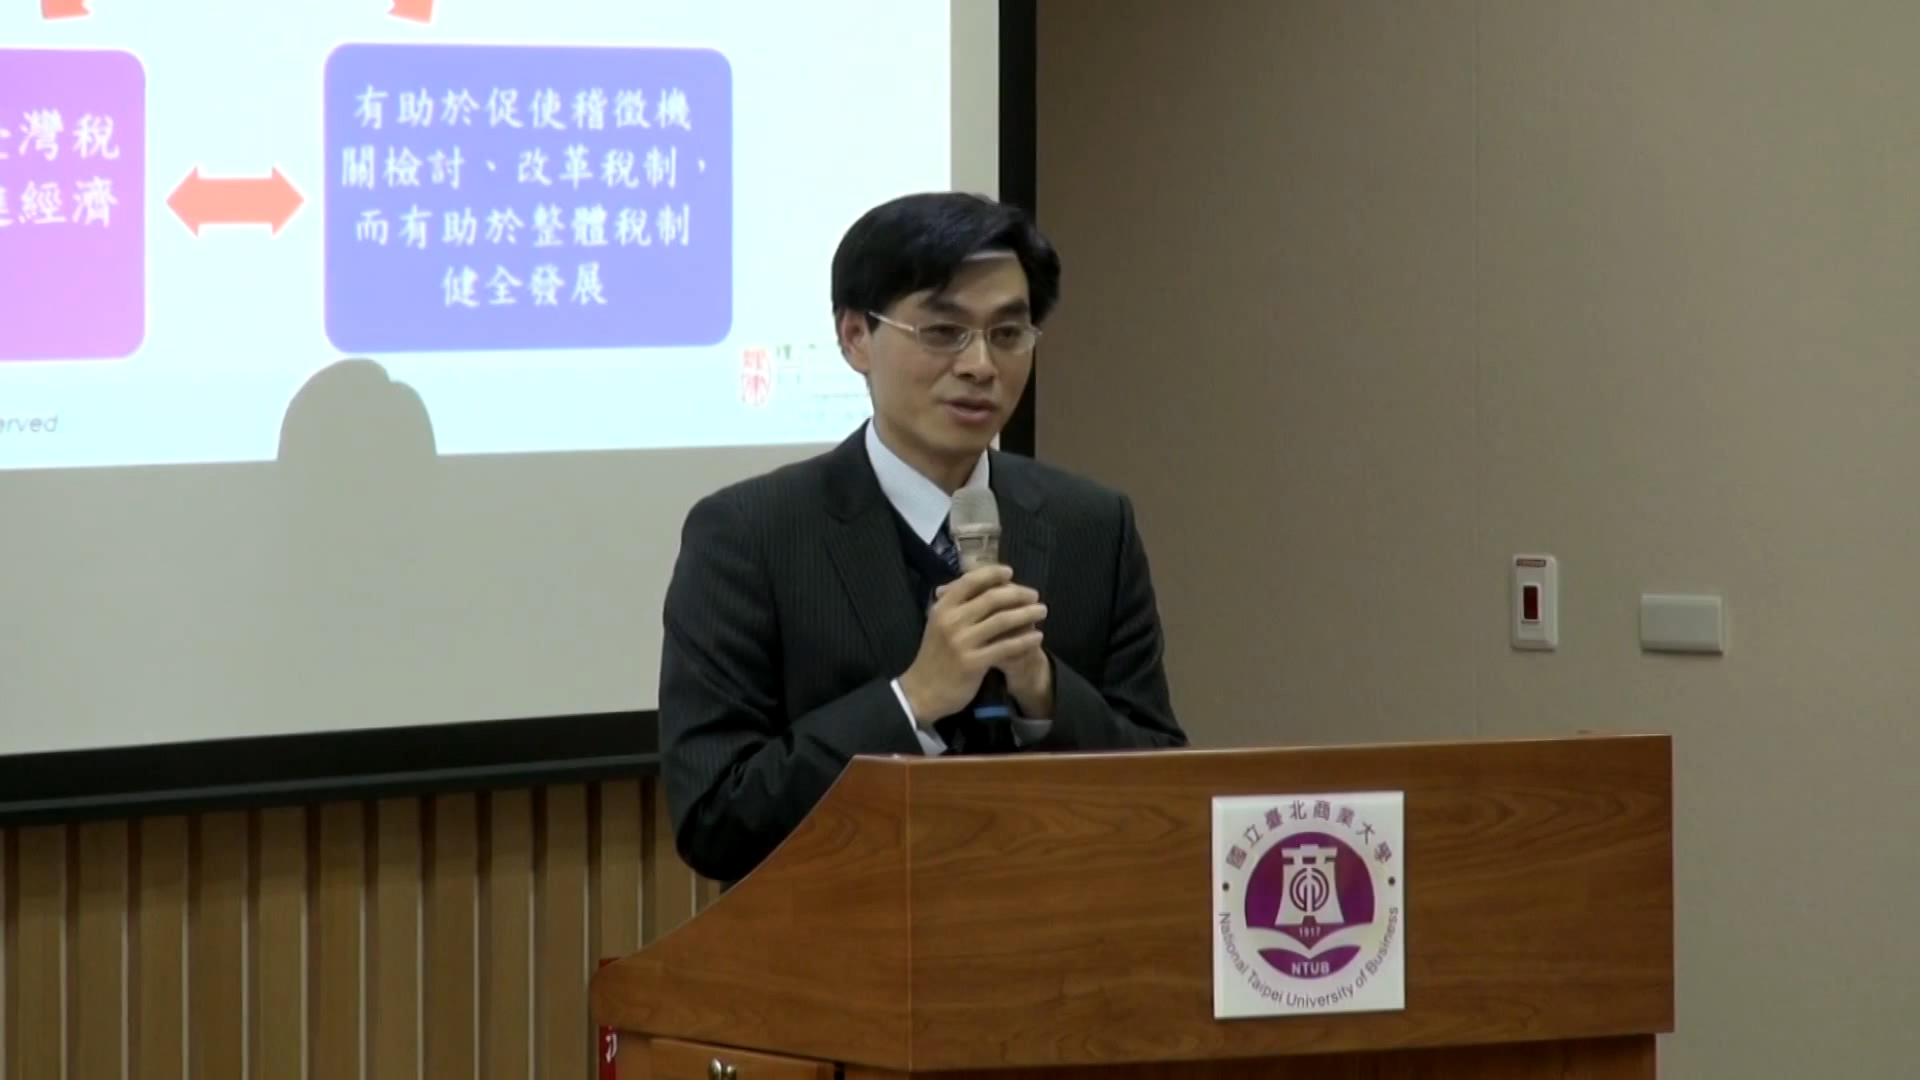 灣稅
經濟
有助於促使稽徵機
關檢討、改革稅制，
而有助於整體稅制
健全發展
erved
國立臺北商業大學
1917
NTUB
National Taipei University of Business